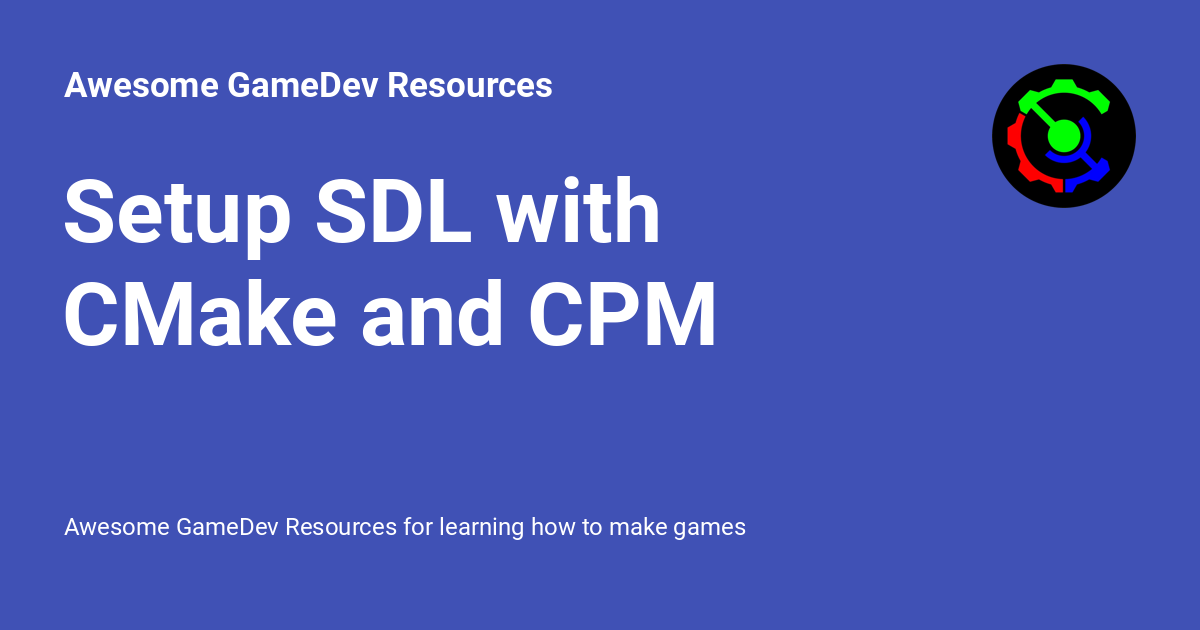 Awesome GameDev Resources
Setup SDL with
CMake and CPM
Awesome GameDev Resources for learning how to make games